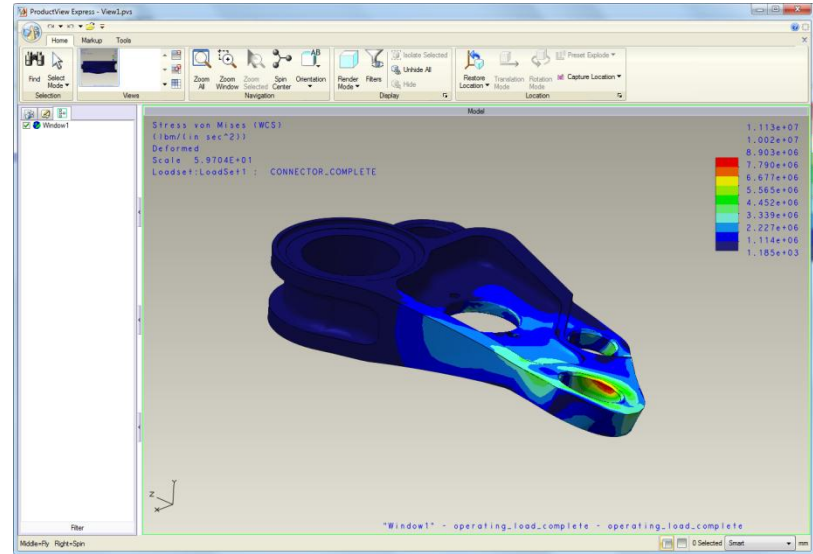 ProductView Express - View1.pvs
Home Markup Tools
Find
Select
Mode
Selection
Views
Zoom
All
Zoom
Window
Zoom
Selected
Spin
Center
Orientation
Navigation
Render
Mode
Filters
Isolate Selected
Unhide All
Hide
Display
Restore
Location
Translation
Mode
Rotation
Mode
Preset Explode
Capture Location
Location
Window1
Model
Stress von Mises (WCS)
(lbm/(in sec^2))
Deformed
Scale 5.9704E+01
Loadset:LoadSet1 : CONNECTOR_COMPLETE
1.113e+07
1.002e+07
8.903e+06
7.790e+06
6.677e+06
5.565e+06
4.452e+06
3.339e+06
2.227e+06
1.114e+06
1.185e+03
Y
Z
X
"Window1" - operating_load_complete - operating_load_complete
Filter
Middle=Fly Right=Spin
0 Selected
Smart
mm